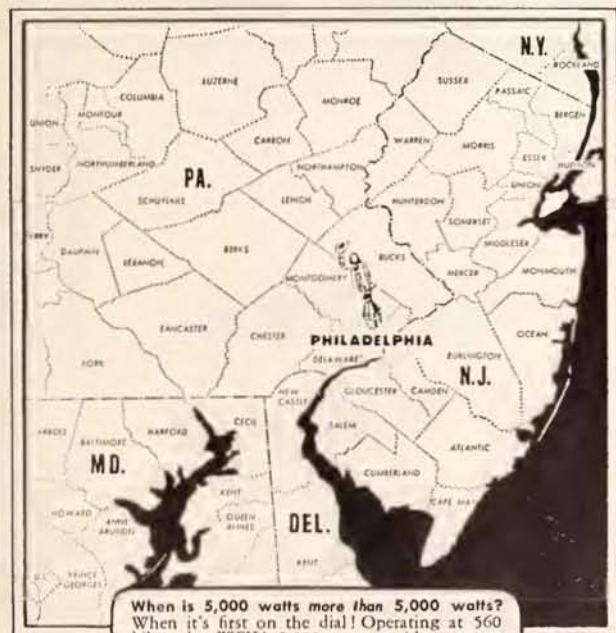 N.Y.
ROCKLAND
SUSSEX
PASSAIC
BERGEN
LUZERNE
COLUMBIA
MONROE
MONTOUR
UNION
CARBON
WARREN
MORRIS
ESSEX
HUDSON
SNYDER
NORTHUMBERLAND
NORTHAMPTON
UNION
PA.
SCHUYLKILL
LEHIGH
HUNTERDON
SOMERSET
MIDDLESEX
DAUPHIN
LEBANON
BERKS
BUCKS
MONTGOMERY
MERCER
MONMOUTH
PHILADELPHIA
OCEAN
LANCASTER
CHESTER
DELAWARE
BURLINGTON
YORK
N.J.
NEW CASTLE
GLOUCESTER
CAMDEN
CECIL
HARFORD
BALTIMORE
SALEM
ATLANTIC
MD.
CUMBERLAND
KENT
CAPE MAY
HOWARD
ANNE
ARUNDEL
QUEEN
ANNES
DEL.
KENT
PRINCE
GEORGES
When is 5,000 watts more than 5,000 watts?
When it's first on the dial! Operating at 560